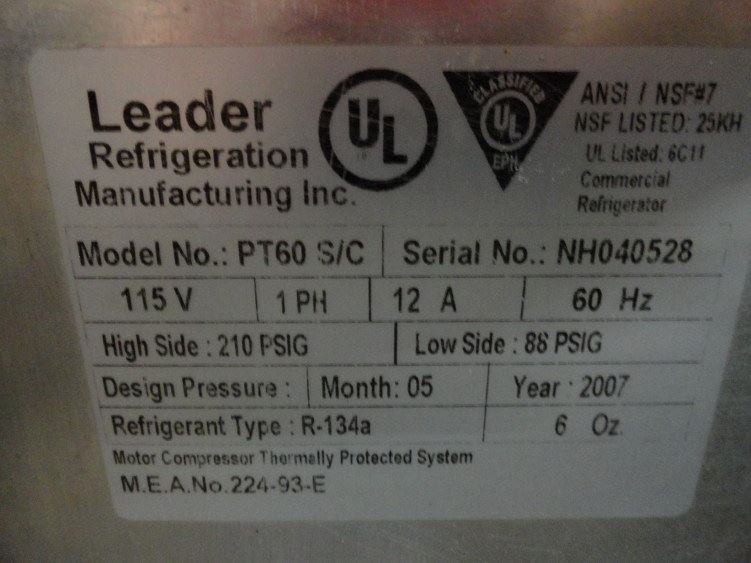 Leader
Refrigeration
Manufacturing Inc.
UL
CLASSIFIED
UL
EPH
ANSI / NSF#7
NSF LISTED: 25KH
UL Listed: 6C11
Commercial
Refrigerator
Model No.: PT60 S/C Serial No.: NH040528
115 V 1 PH 12 A 60 Hz
High Side : 210 PSIG Low Side : 88 PSIG
Design Pressure : Month: 05 Year : 2007
Refrigerant Type : R-134a 6 Oz.
Motor Compressor Thermally Protected System
M.E.A.No.224-93-E